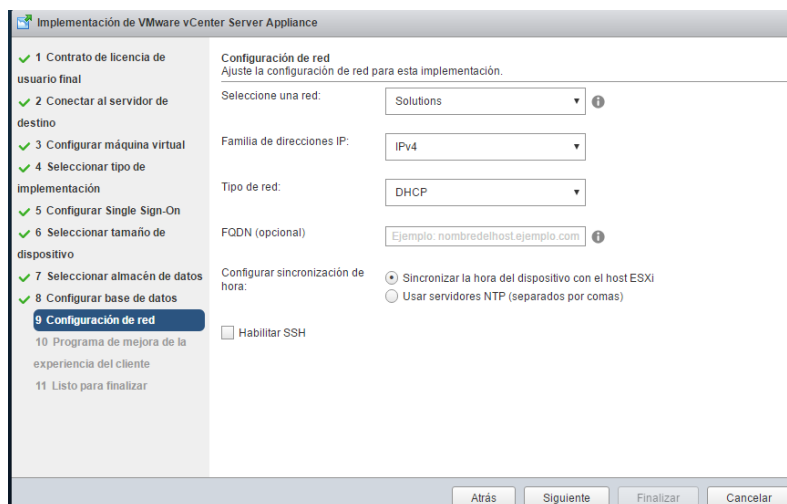 Implementación de VMware vCenter Server Appliance
1 Contrato de licencia de
usuario final
2 Conectar al servidor de
destino
3 Configurar máquina virtual
4 Seleccionar tipo de
implementación
5 Configurar Single Sign-On
6 Seleccionar tamaño de
dispositivo
7 Seleccionar almacén de datos
8 Configurar base de datos
9 Configuración de red
10 Programa de mejora de la
experiencia del cliente
11 Listo para finalizar
Configuración de red
Ajuste la configuración de red para esta implementación.
Seleccione una red:
Solutions
Familia de direcciones IP:
IPv4
Tipo de red:
DHCP
FQDN (opcional)
Ejemplo: nombredelhost.ejemplo.com
Configurar sincronización de
hora:
Sincronizar la hora del dispositivo con el host ESXi
Usar servidores NTP (separados por comas)
Habilitar SSH
Atrás
Siguiente
Finalizar
Cancelar